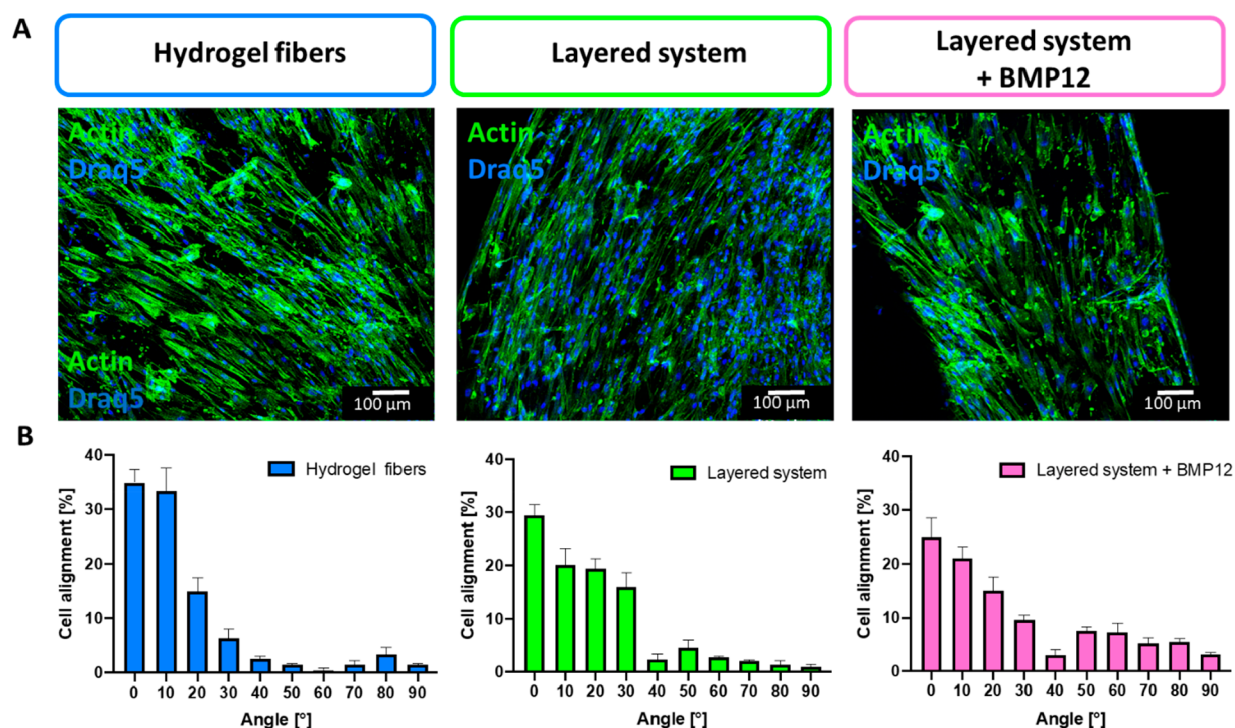 A
Hydrogel fibers
Layered system
Layered system
+ BMP12
Actin
Draq5
Actin
Draq5
100 µm
Actin
Draq5
100 µm
Actin
Draq5
100 µm
B
Cell alignment [%]
40
30
20
10
0
Hydrogel fibers
0 10 20 30 40 50 60 70 80 90
Angle [°]
Cell alignment [%]
40
30
20
10
0
Layered system
0 10 20 30 40 50 60 70 80 90
Angle [°]
Cell alignment [%]
40
30
20
10
0
Layered system + BMP12
0 10 20 30 40 50 60 70 80 90
Angle [°]